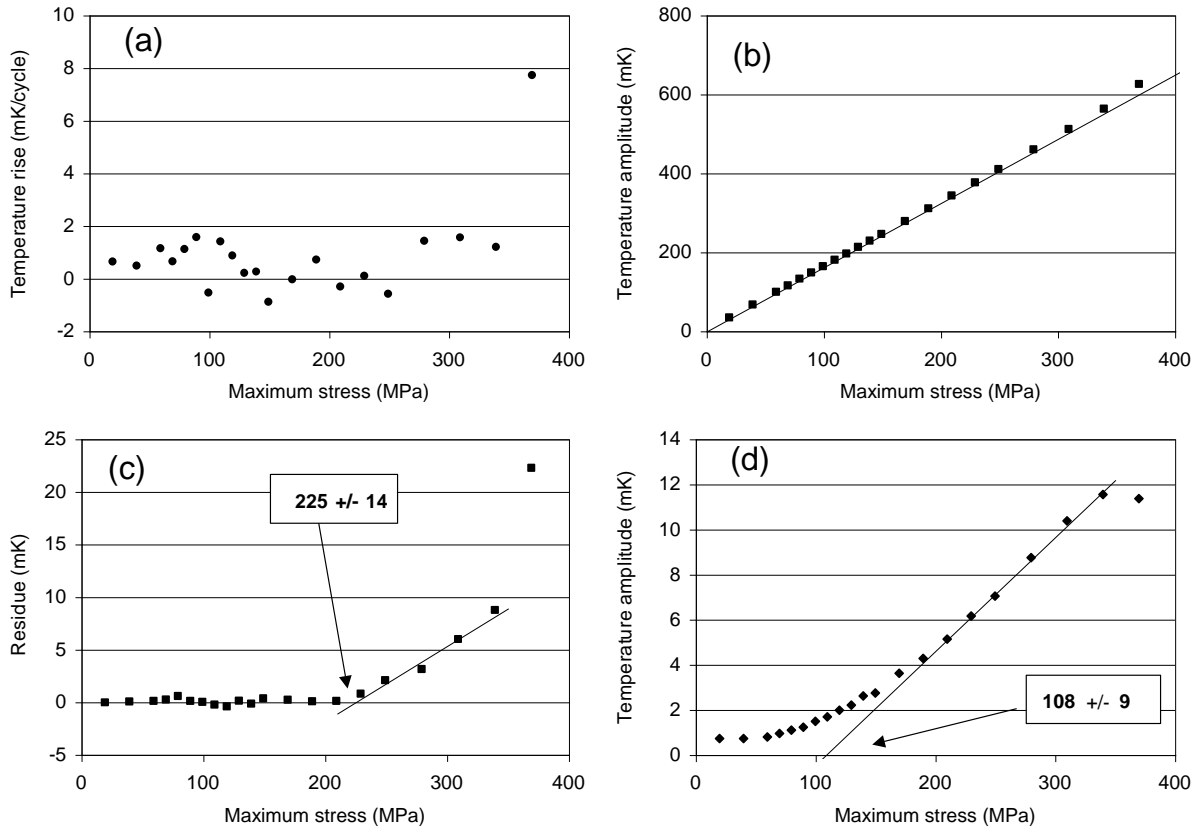 (a)
Temperature rise (mK/cycle)
10
8
6
4
2
0
-2
0 100 200 300 400
Maximum stress (MPa)
(b)
Temperature amplitude (mK)
800
600
400
200
0
0 100 200 300 400
Maximum stress (MPa)
(c)
Residue (mK)
25
20
15
10
5
0
-5
225 +/- 14
0 100 200 300 400
Maximum stress (MPa)
(d)
Temperature amplitude (mK)
14
12
10
8
6
4
2
0
108 +/- 9
0 100 200 300 400
Maximum stress (MPa)